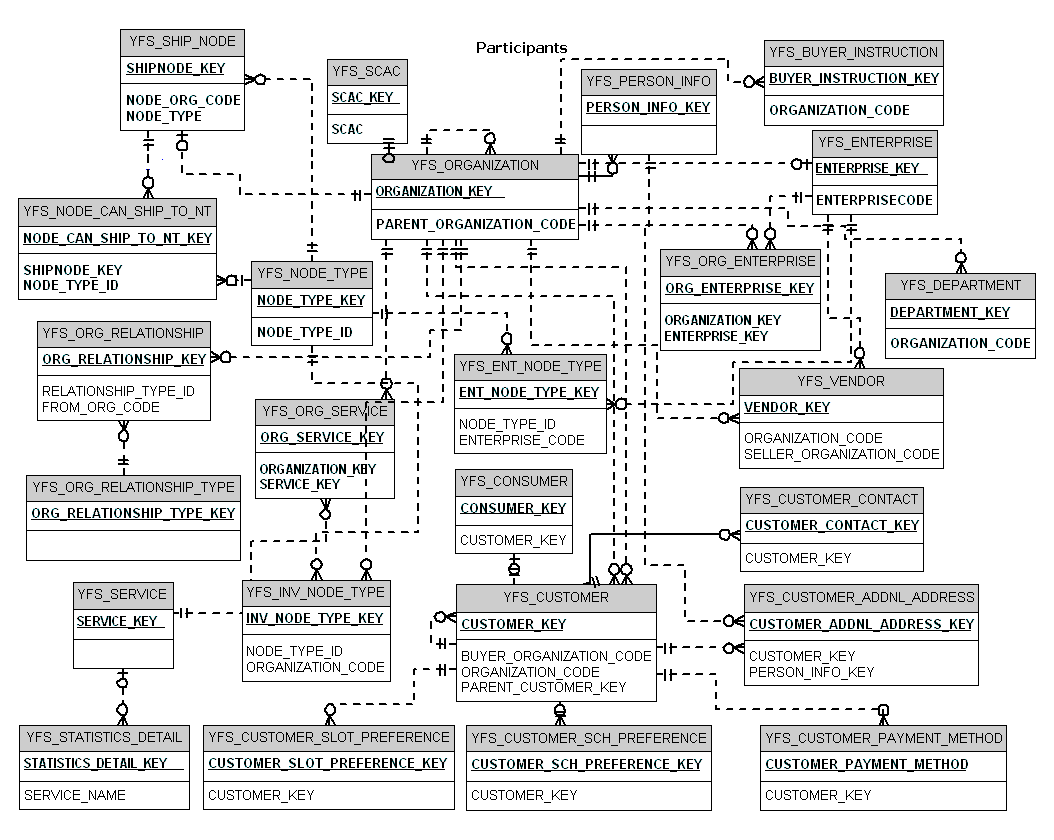 Participants
YFS_SHIP_NODE
SHIPNODE_KEY
NODE_ORG_CODE
NODE_TYPE
YFS_SCAC
SCAC_KEY
SCAC
YFS_PERSON_INFO
PERSON_INFO_KEY
YFS_BUYER_INSTRUCTION
BUYER_INSTRUCTION_KEY
ORGANIZATION_CODE
YFS_ORGANIZATION
ORGANIZATION_KEY
PARENT_ORGANIZATION_CODE
YFS_ENTERPRISE
ENTERPRISE_KEY
ENTERPRISECODE
YFS_NODE_CAN_SHIP_TO_NT
NODE_CAN_SHIP_TO_NT_KEY
SHIPNODE_KEY
NODE_TYPE_ID
YFS_NODE_TYPE
NODE_TYPE_KEY
NODE_TYPE_ID
YFS_ORG_ENTERPRISE
ORG_ENTERPRISE_KEY
ORGANIZATION_KEY
ENTERPRISE_KEY
YFS_DEPARTMENT
DEPARTMENT_KEY
ORGANIZATION_CODE
YFS_ORG_RELATIONSHIP
ORG_RELATIONSHIP_KEY
RELATIONSHIP_TYPE_ID
FROM_ORG_CODE
YFS_ENT_NODE_TYPE
ENT_NODE_TYPE_KEY
NODE_TYPE_ID
ENTERPRISE_CODE
YFS_VENDOR
VENDOR_KEY
ORGANIZATION_CODE
SELLER_ORGANIZATION_CODE
YFS_ORG_SERVICE
ORG_SERVICE_KEY
ORGANIZATION_KEY
SERVICE_KEY
YFS_ORG_RELATIONSHIP_TYPE
ORG_RELATIONSHIP_TYPE_KEY
YFS_CONSUMER
CONSUMER_KEY
CUSTOMER_KEY
YFS_CUSTOMER_CONTACT
CUSTOMER_CONTACT_KEY
CUSTOMER_KEY
YFS_SERVICE
SERVICE_KEY
YFS_INV_NODE_TYPE
INV_NODE_TYPE_KEY
NODE_TYPE_ID
ORGANIZATION_CODE
YFS_CUSTOMER
CUSTOMER_KEY
BUYER_ORGANIZATION_CODE
ORGANIZATION_CODE
PARENT_CUSTOMER_KEY
YFS_CUSTOMER_ADDNL_ADDRESS
CUSTOMER_ADDNL_ADDRESS_KEY
CUSTOMER_KEY
PERSON_INFO_KEY
YFS_STATISTICS_DETAIL
STATISTICS_DETAIL_KEY
SERVICE_NAME
YFS_CUSTOMER_SLOT_PREFERENCE
CUSTOMER_SLOT_PREFERENCE_KEY
CUSTOMER_KEY
YFS_CUSTOMER_SCH_PREFERENCE
CUSTOMER_SCH_PREFERENCE_KEY
CUSTOMER_KEY
YFS_CUSTOMER_PAYMENT_METHOD
CUSTOMER_PAYMENT_METHOD
CUSTOMER_KEY